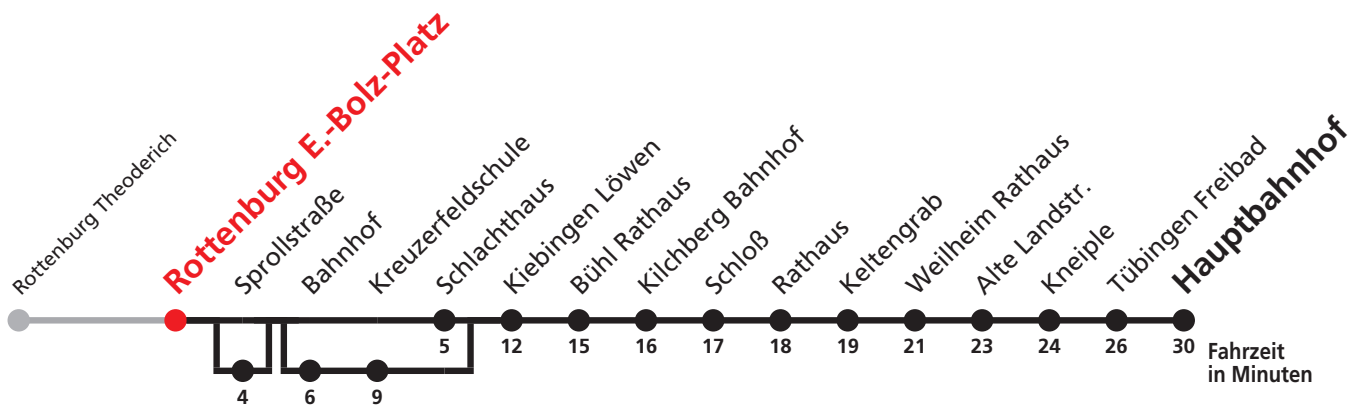 Rottenburg Theoderich
Rottenburg E.-Bolz-Platz
Sprollstraße
Bahnhof
Kreuzerfeldschule
Schlachthaus
Kiebingen Löwen
Bühl Rathaus
Kilchberg Bahnhof
Schloß
Rathaus
Keltengrab
Weilheim Rathaus
Alte Landstr.
Kneiple
Tübingen Freibad
Hauptbahnhof
5 12 15 16 17 18 19 21 23 24 26 30 Fahrzeit
in Minuten
4 6 9